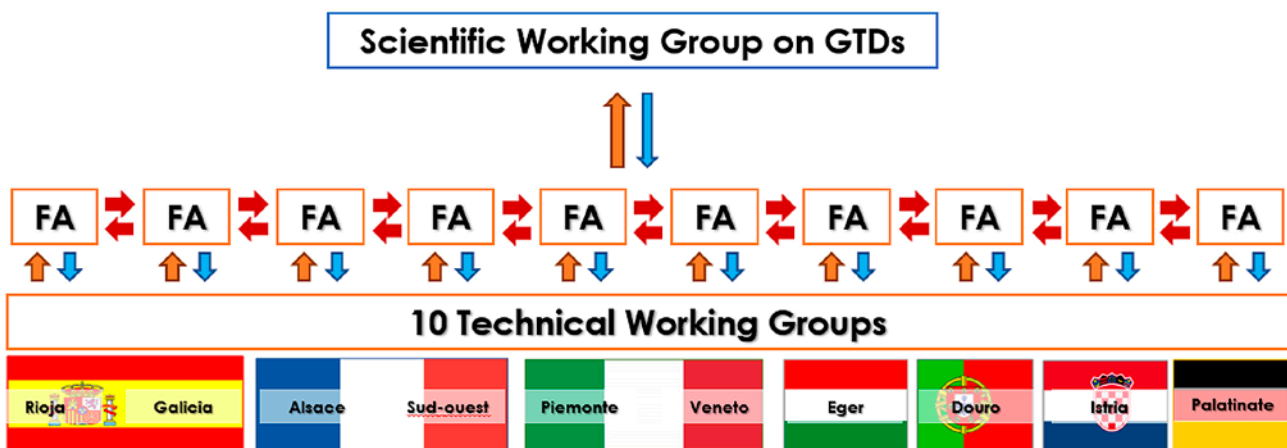 Scientific Working Group on GTDs
FA FA FA FA FA FA FA FA FA FA
10 Technical Working Groups
Rioja Galicia Alsace Sud-ouest Piemonte Veneto Eger Douro Istria Palatinate